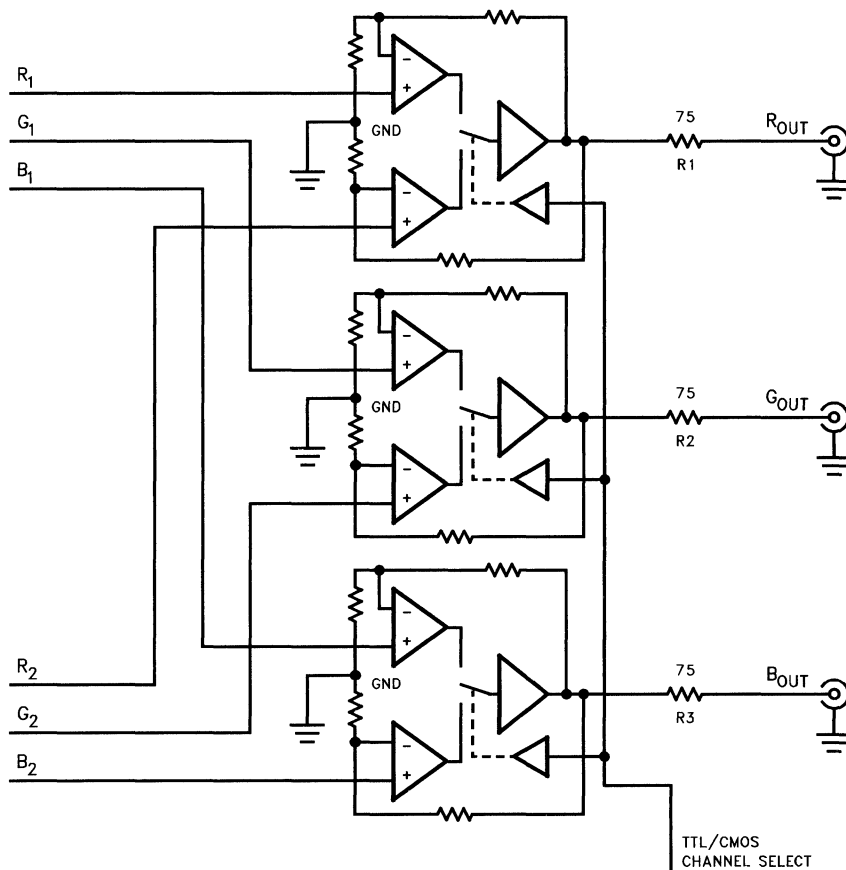 R1
GND
75
ROUT
R1
G1
B1
GND
75
GOUT
R2
R2
GND
75
BOUT
R3
G2
B2
TTL/CMOS
CHANNEL SELECT